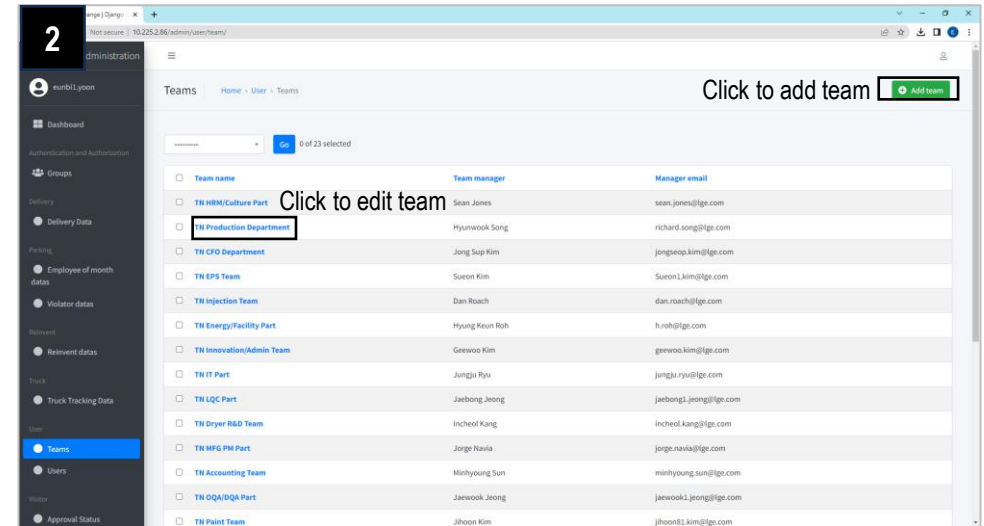 2
ange | Django
Not secure | 10.225.2.86/admin/user/team/
dministration
eunbi1.yoon
Teams Home › User › Teams
Click to add team
Add team
Dashboard
---------
Go
0 of 23 selected
Authentication and Authorization
Groups
Team name Team manager Manager email
Click to edit team
TN HRM/Culture Part Sean Jones sean.jones@lge.com
Delivery
Delivery Data
TN Production Department Hyunwook Song richard.song@lge.com
Parking
TN CFO Department Jong Sup Kim jongseop.kim@lge.com
Employee of month
datas
TN EPS Team Sueon Kim Sueon1.kim@lge.com
Violator datas
TN Injection Team Dan Roach dan.roach@lge.com
Reinvent
TN Energy/Facility Part Hyung Keun Roh h.roh@lge.com
Reinvent datas
TN Innovation/Admin Team Geewoo Kim geewoo.kim@lge.com
Truck
TN IT Part Jungju Ryu jungju.ryu@lge.com
Truck Tracking Data
TN LQC Part Jaebong Jeong jaebong1.jeong@lge.com
User
TN Dryer R&D Team Incheol Kang incheol.kang@lge.com
Teams
TN MFG PM Part Jorge Navia jorge.navia@lge.com
Users
TN Accounting Team Minhyoung Sun minhyoung.sun@lge.com
Visitor
TN OQA/DQA Part Jaewook Jeong jaewook1.jeong@lge.com
Approval Status
TN Paint Team Jihoon Kim jihoon81.kim@lge.com